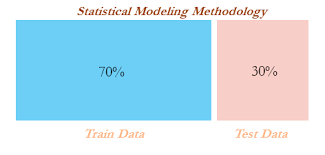 Statistical Modeling Methodology
70%
30%
Train Data
Test Data